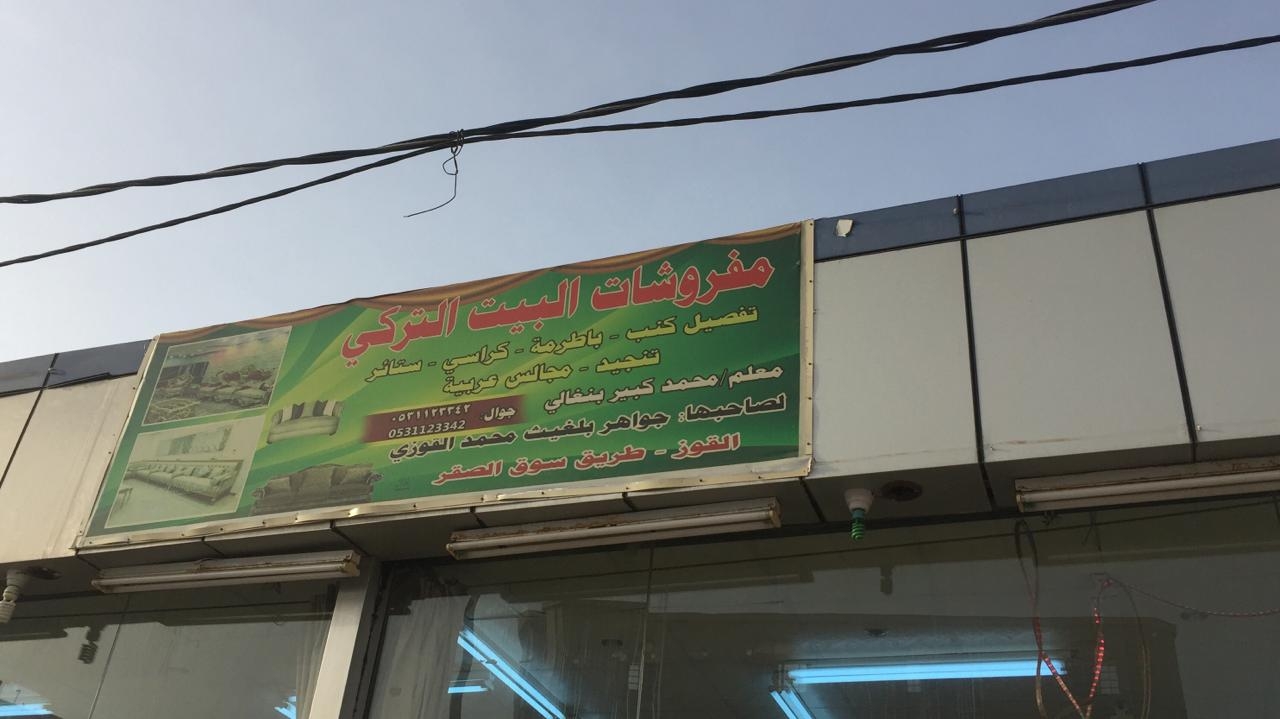 مفروشات البيت التركي
تفصيل كنب - باطرمة - كراسي - ستائر
تنجيد - مجالس عربية
معلم/محمد كبير بنغالي
جوال: ٠٥٣١١٢٣٣٤٢
0531123342
لصاحبها: جواهر بلغيث محمد القوزي
القوز - طريق سوق الصقر